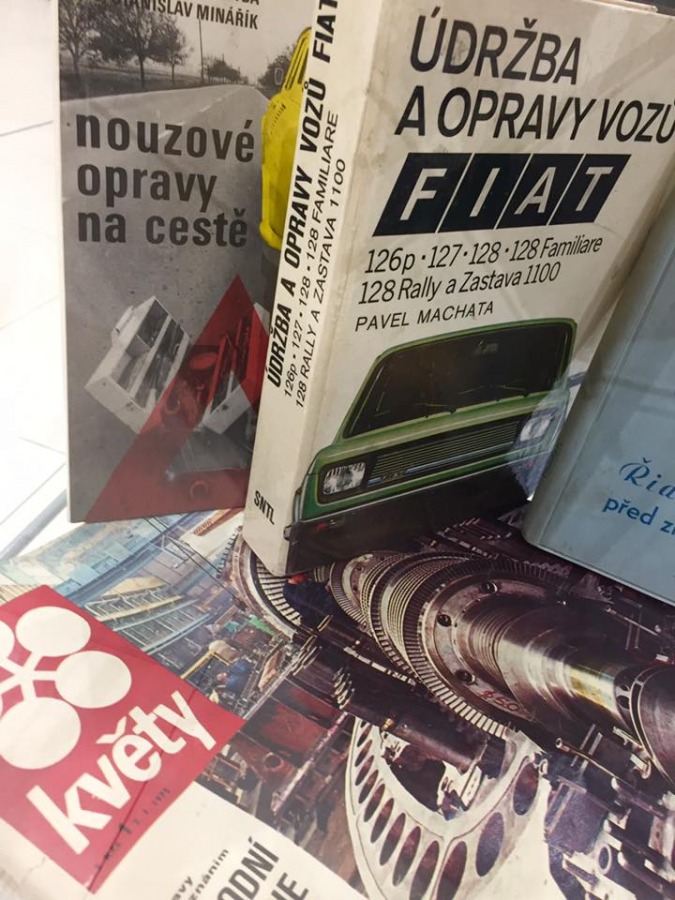 STANISLAV MINÁŘÍK
nouzové
opravy
na cestě
ÚDRŽBA A OPRAVY VOZŮ FIAT
126p · 127 · 128 · 128 FAMILIARE
128 RALLY A ZASTAVA 1100
SNTL
ÚDRŽBA
A OPRAVY VOZŮ
FIAT
126p · 127 · 128 · 128 Familiare
128 Rally a Zastava 1100
PAVEL MACHATA
před
květy